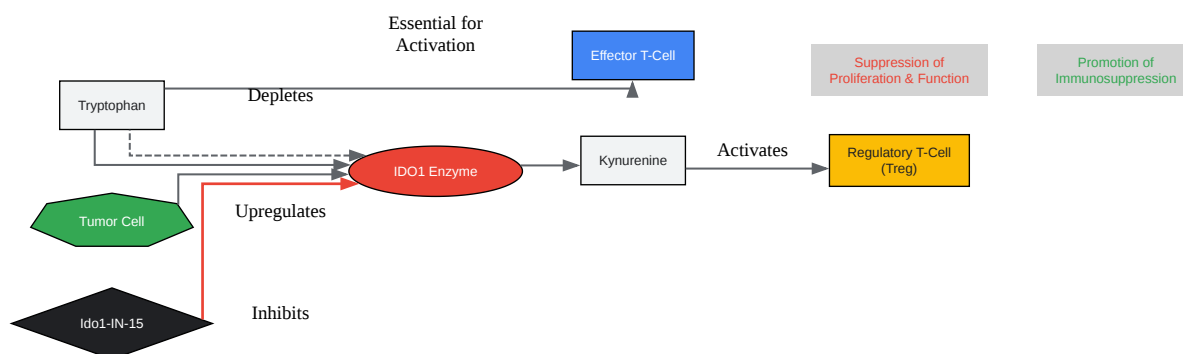 Essential for
Activation
Effector T-Cell
Suppression of
Proliferation & Function
Promotion of
Immunosuppression
Tryptophan
Depletes
Kynurenine
Activates
Regulatory T-Cell
(Treg)
IDO1 Enzyme
Tumor Cell
Upregulates
Ido1-IN-15
Inhibits